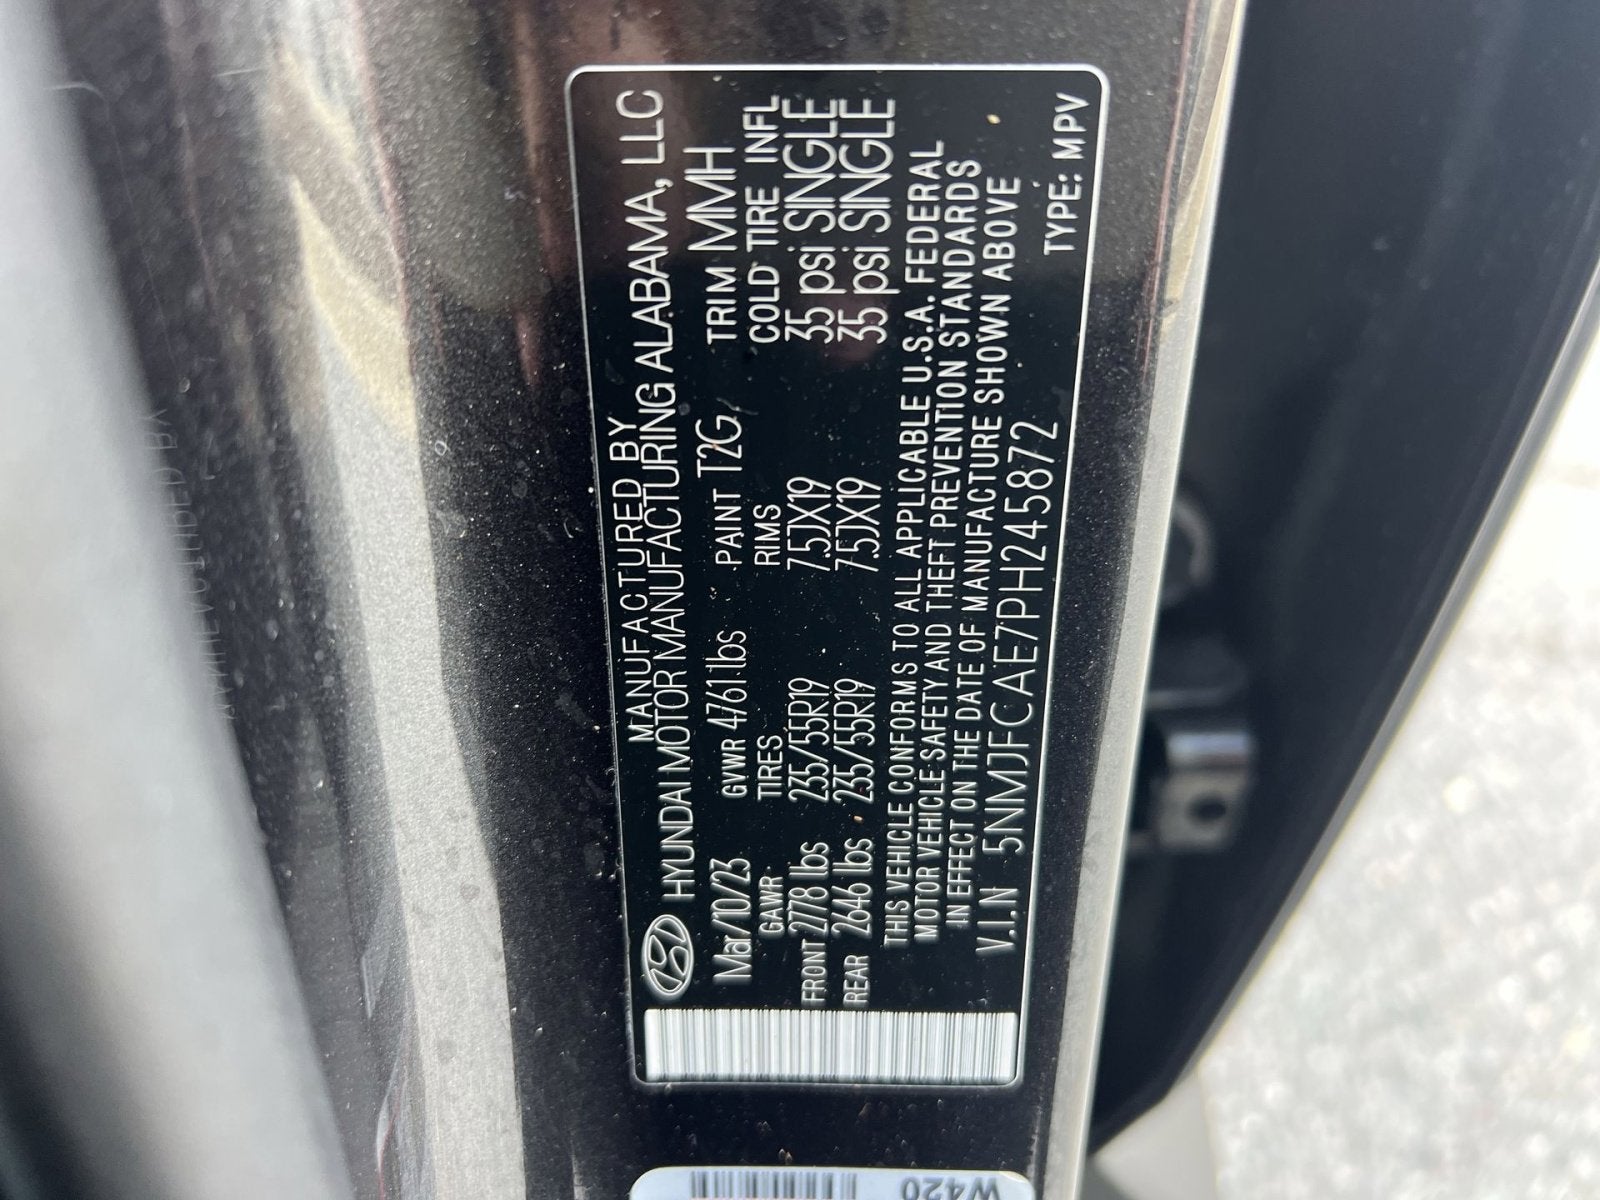 MANUFACTURED BY
HYUNDAI MOTOR MANUFACTURING ALABAMA, LLC
Mar/10/23 GVWR 4761 lbs PAINT T2G TRIM MMH
GAWR TIRES RIMS COLD TIRE INFL
FRONT 2778 lbs 235/55R19 7.5JX19 35 psi SINGLE
REAR 2646 lbs 235/55R19 7.5JX19 35 psi SINGLE
THIS VEHICLE CONFORMS TO ALL APPLICABLE U.S.A. FEDERAL
MOTOR VEHICLE SAFETY AND THEFT PREVENTION STANDARDS
IN EFFECT ON THE DATE OF MANUFACTURE SHOWN ABOVE
V.I.N 5NMJFCAE7PH245872 TYPE: MPV
W420